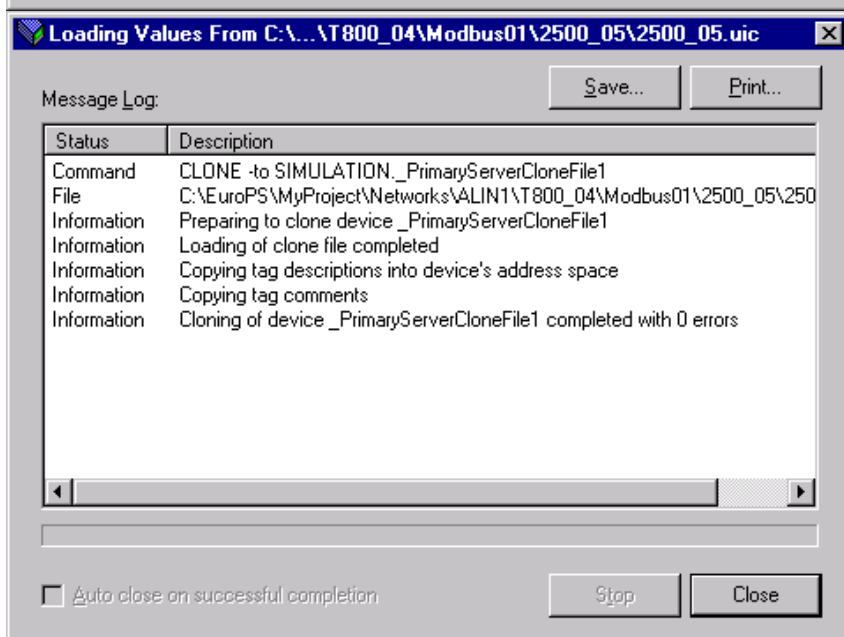 Loading Values From C:\...\T800_04\Modbus01\2500_05\2500_05.uic
Save... Print...
Message Log:
Status Description
Command CLONE -to SIMULATION._PrimaryServerCloneFile1
File C:\EuroPS\MyProject\Networks\ALIN1\T800_04\Modbus01\2500_05\250
Information Preparing to clone device _PrimaryServerCloneFile1
Information Loading of clone file completed
Information Copying tag descriptions into device's address space
Information Copying tag comments
Information Cloning of device _PrimaryServerCloneFile1 completed with 0 errors
Auto close on successful completion Stop Close